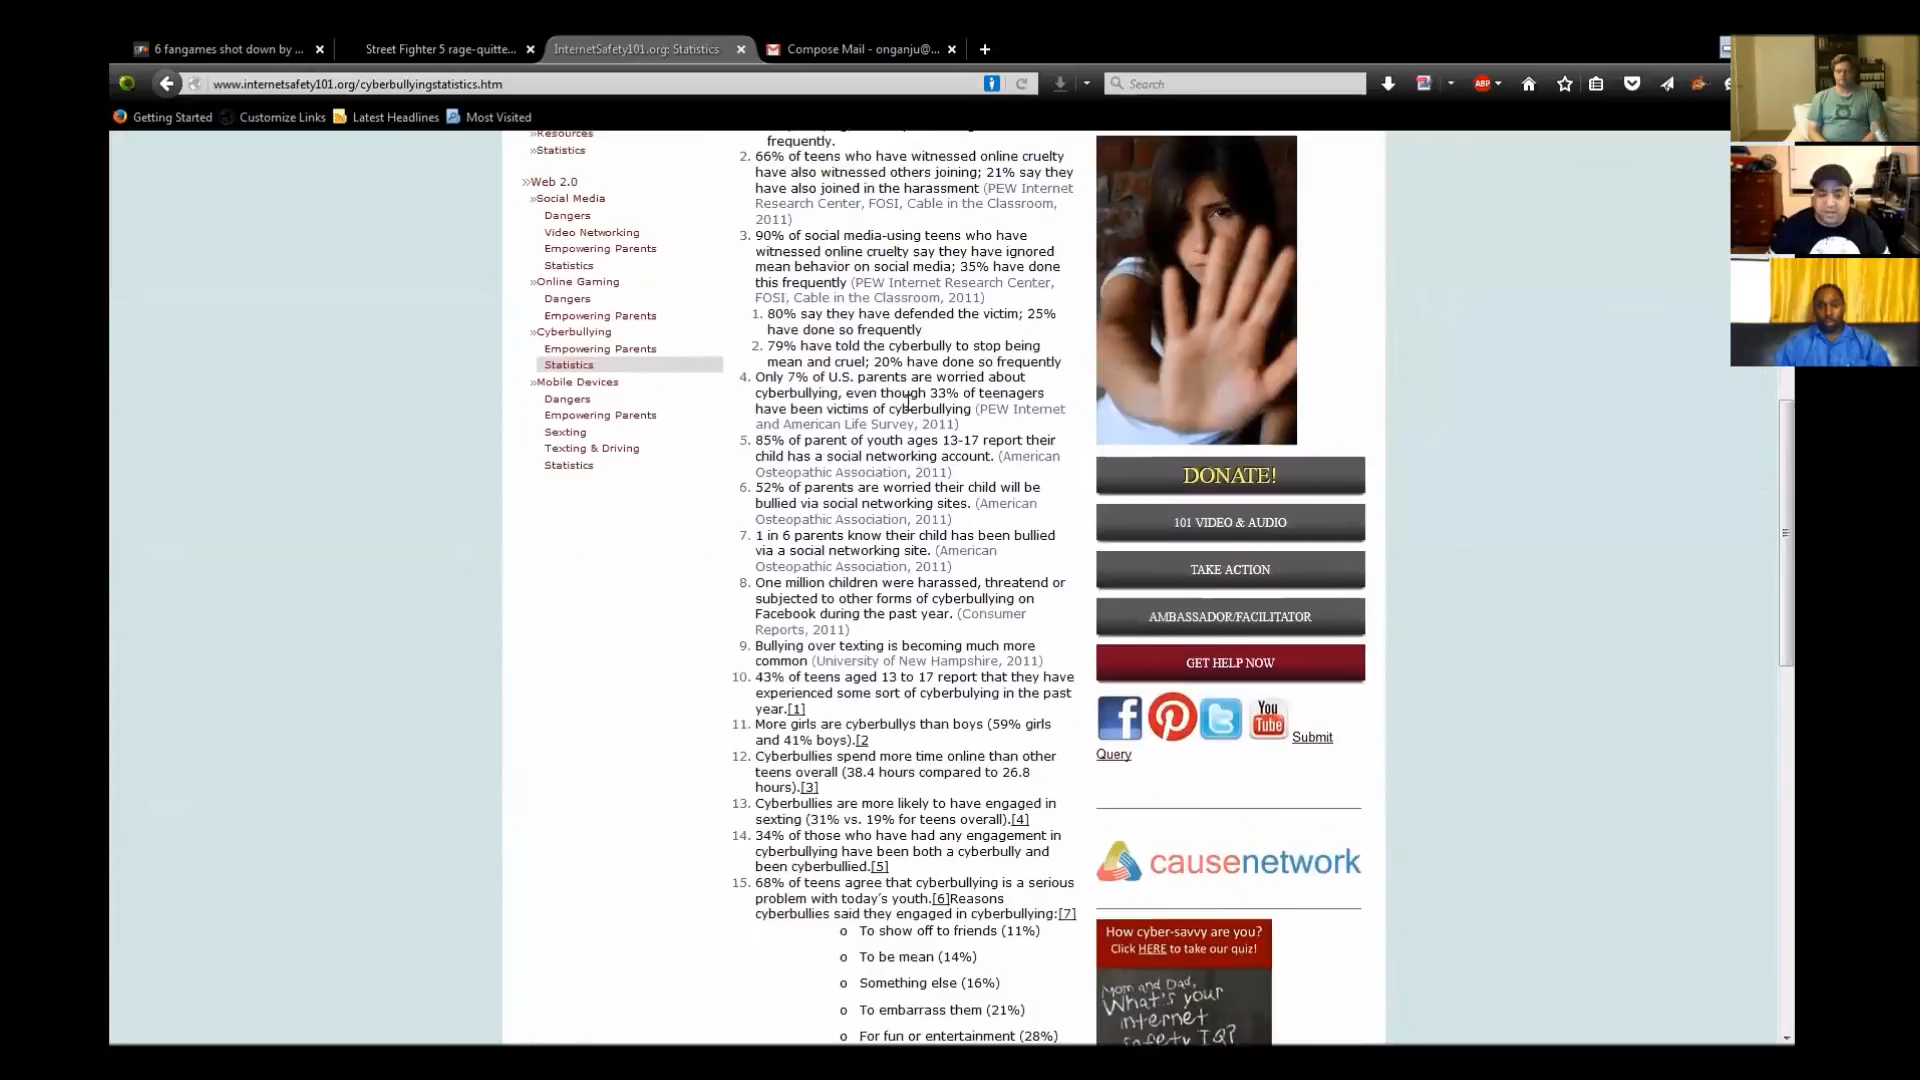 6 fangames shot down by ...
Street Fighter 5 rage-quitte...
InternetSafety101.org: Statistics
Compose Mail - onganju@...
www.internetsafety101.org/cyberbullyingstatistics.htm
Search
ABP
Getting Started
Customize Links
Latest Headlines
Most Visited
»Resources
»Statistics
»Web 2.0
»Social Media
Dangers
Video Networking
Empowering Parents
Statistics
»Online Gaming
Dangers
Empowering Parents
»Cyberbullying
Empowering Parents
Statistics
»Mobile Devices
Dangers
Empowering Parents
Sexting
Texting & Driving
Statistics
frequently.
2. 66% of teens who have witnessed online cruelty
have also witnessed others joining; 21% say they
have also joined in the harassment (PEW Internet
Research Center, FOSI, Cable in the Classroom,
2011)
3. 90% of social media-using teens who have
witnessed online cruelty say they have ignored
mean behavior on social media; 35% have done
this frequently (PEW Internet Research Center,
FOSI, Cable in the Classroom, 2011)
1. 80% say they have defended the victim; 25%
have done so frequently
2. 79% have told the cyberbully to stop being
mean and cruel; 20% have done so frequently
4. Only 7% of U.S. parents are worried about
cyberbullying, even though 33% of teenagers
have been victims of cyberbullying (PEW Internet
and American Life Survey, 2011)
5. 85% of parent of youth ages 13-17 report their
child has a social networking account. (American
Osteopathic Association, 2011)
6. 52% of parents are worried their child will be
bullied via social networking sites. (American
Osteopathic Association, 2011)
7. 1 in 6 parents know their child has been bullied
via a social networking site. (American
Osteopathic Association, 2011)
8. One million children were harassed, threatend or
subjected to other forms of cyberbullying on
Facebook during the past year. (Consumer
Reports, 2011)
9. Bullying over texting is becoming much more
common (University of New Hampshire, 2011)
10. 43% of teens aged 13 to 17 report that they have
experienced some sort of cyberbulying in the past
year.[1]
11. More girls are cyberbullys than boys (59% girls
and 41% boys).[2
12. Cyberbullies spend more time online than other
teens overall (38.4 hours compared to 26.8
hours).[3]
13. Cyberbullies are more likely to have engaged in
sexting (31% vs. 19% for teens overall).[4]
14. 34% of those who have had any engagement in
cyberbullying have been both a cyberbully and
been cyberbullied.[5]
15. 68% of teens agree that cyberbullying is a serious
problem with today's youth.[6]Reasons
cyberbullies said they engaged in cyberbullying:[7]
o To show off to friends (11%)
o To be mean (14%)
o Something else (16%)
o To embarrass them (21%)
o For fun or entertainment (28%)
DONATE!
101 VIDEO & AUDIO
TAKE ACTION
AMBASSADOR/FACILITATOR
GET HELP NOW
You
Tube
Submit
Query
causenetwork
How cyber-savvy are you?
Click HERE to take our quiz!
Mom and Dad,
What's your
internet
safety IQ?